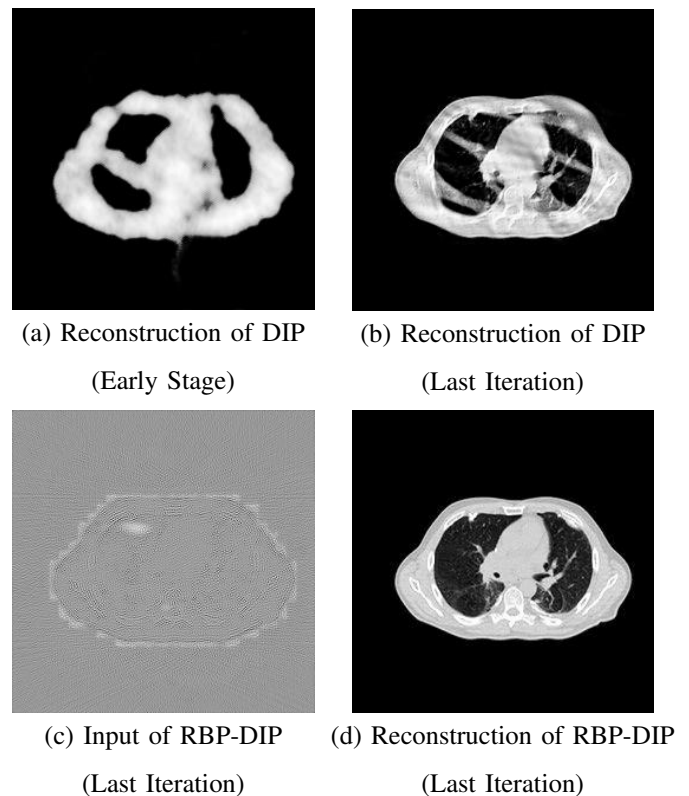 (a) Reconstruction of DIP
(Early Stage)
(b) Reconstruction of DIP
(Last Iteration)
(c) Input of RBP-DIP
(Last Iteration)
(d) Reconstruction of RBP-DIP
(Last Iteration)